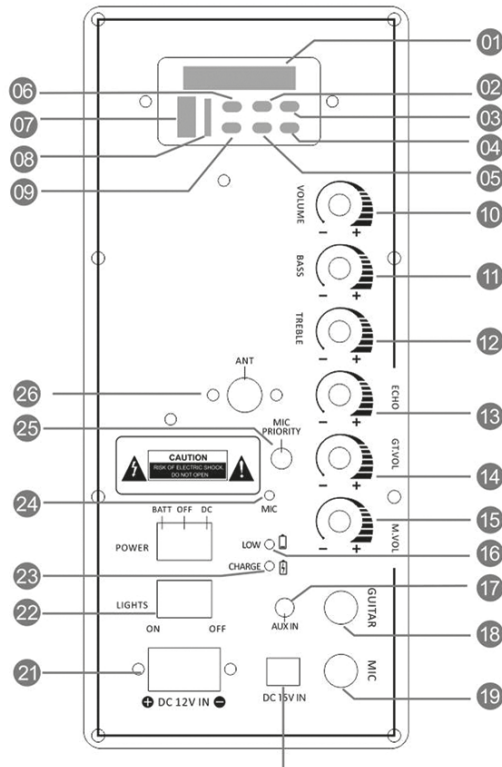 01
06
02
07
03
08
04
09
05
VOLUME
10
BASS
11
TREBLE
12
ANT
26
ECHO
13
25
MIC
PRIORITY
GT.VOL
14
CAUTION
RISK OF ELECTRIC SHOCK
DO NOT OPEN
24
MIC
M.VOL
15
BATT OFF DC
POWER
LOW
16
23
CHARGE
17
22
LIGHTS
ON OFF
AUX IN
GUITAR
18
21
MIC
19
DC 12V IN
DC 15V IN